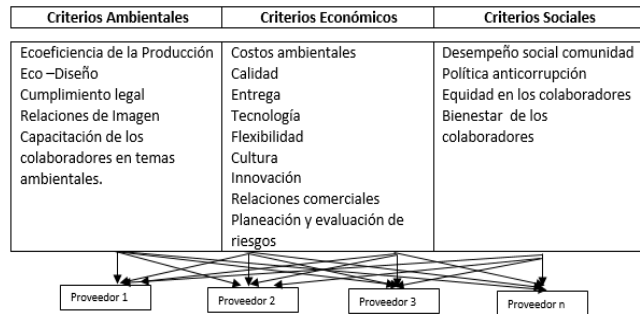 Criterios Ambientales
Criterios Económicos
Criterios Sociales
Ecoeficiencia de la Producción
Eco –Diseño
Cumplimiento legal
Relaciones de Imagen
Capacitación de los
colaboradores en temas
ambientales.
Costos ambientales
Calidad
Entrega
Tecnología
Flexibilidad
Cultura
Innovación
Relaciones comerciales
Planeación y evaluación de
riesgos
Desempeño social comunidad
Política anticorrupción
Equidad en los colaboradores
Bienestar de los
colaboradores
Proveedor 1
Proveedor 2
Proveedor 3
Proveedor n